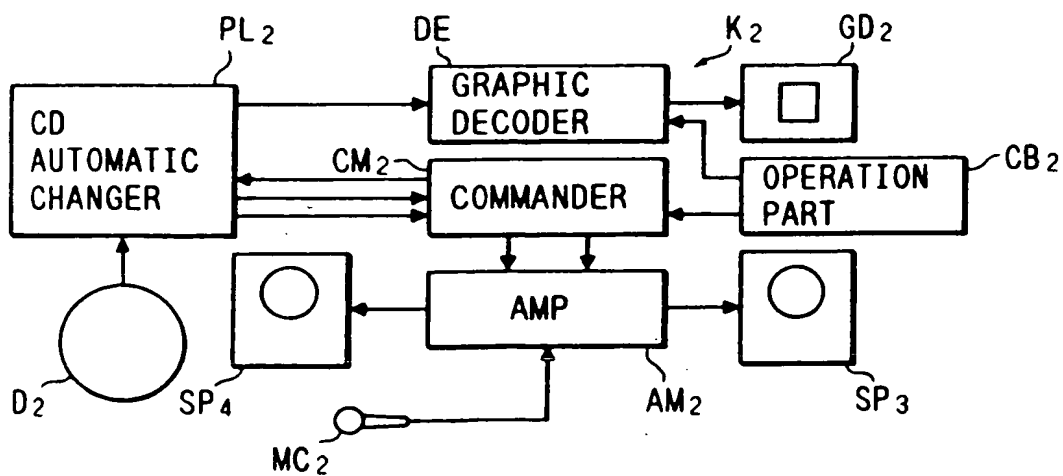 PL2
DE
K2
GD2
CD
AUTOMATIC
CHANGER
GRAPHIC
DECODER
CM2
COMMANDER
OPERATION
PART
CB2
AMP
D2
SP4
MC2
AM2
SP3